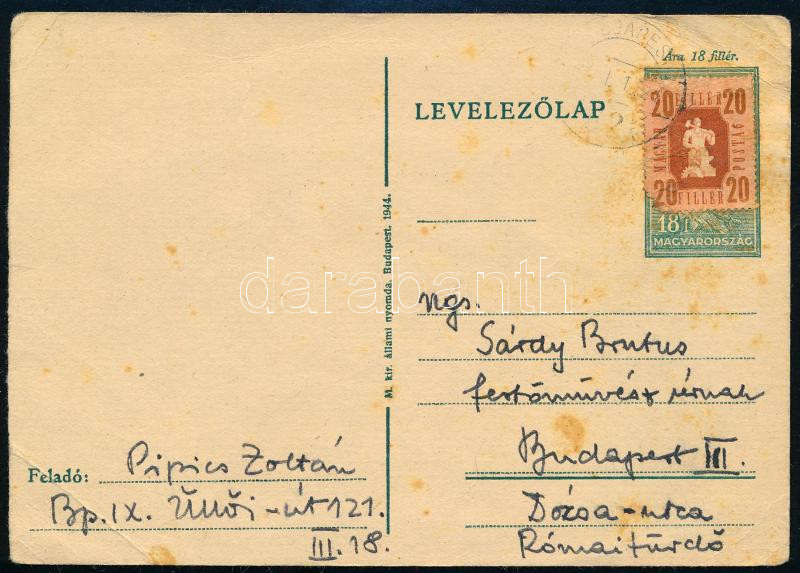 Ára 18 fillér.
LEVELEZŐLAP
20 FILLÉR 20
MAGYAR
POSTA
20 FILLÉR 20
18 f
MAGYARORSZÁG
M. kir. állami nyomda. Budapest, 1944.
darabanth
ngs.
Sárdy Brutus
festőművész úrnak
Budapest III.
Dózsa-utca
Rómaifürdő
Feladó: Pipics Zoltán
Bp. IX. Üllői-út 121.
III. 18.